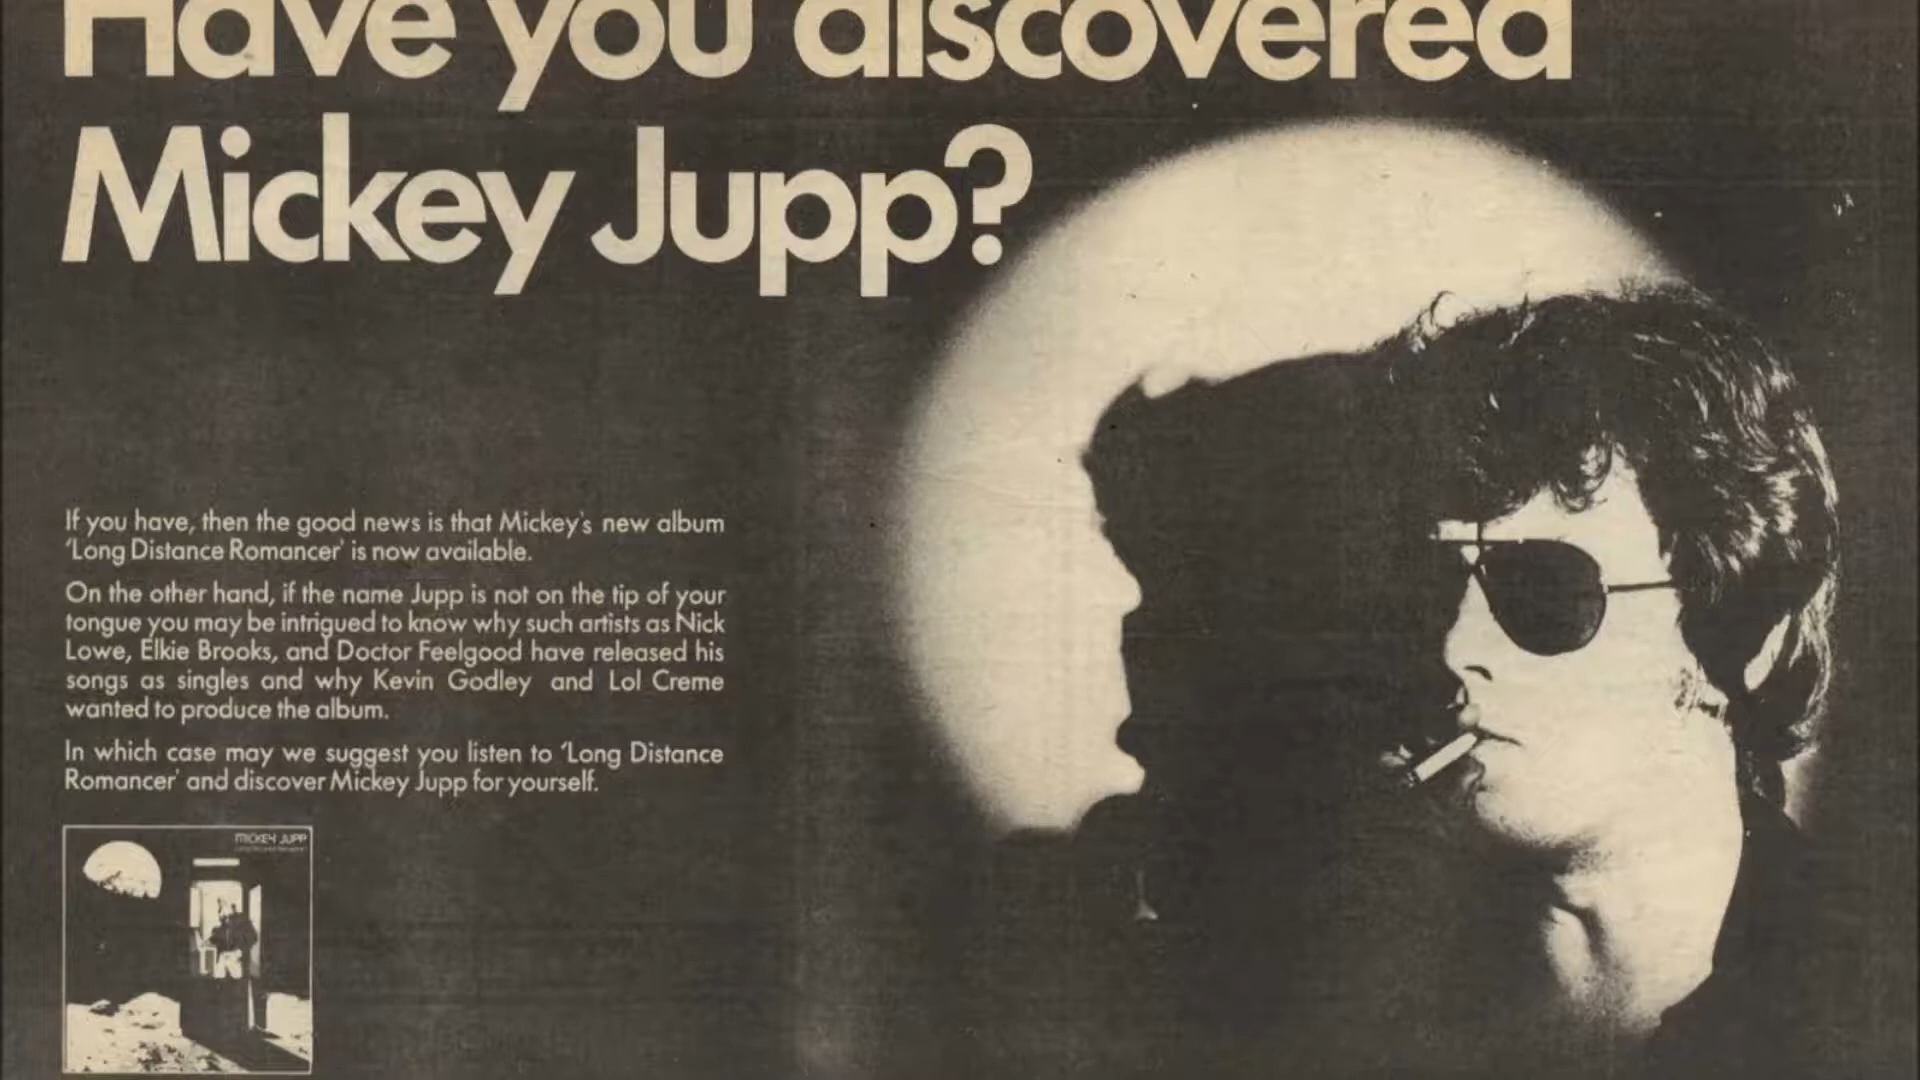 Have you discovered
Mickey Jupp?
If you have, then the good news is that Mickey's new album
'Long Distance Romancer' is now available.
On the other hand, if the name Jupp is not on the tip of your
tongue you may be intrigued to know why such artists as Nick
Lowe, Elkie Brooks, and Doctor Feelgood have released his
songs as singles and why Kevin Godley and Lol Creme
wanted to produce the album.
In which case may we suggest you listen to 'Long Distance
Romancer' and discover Mickey Jupp for yourself.
MICKEY JUPP